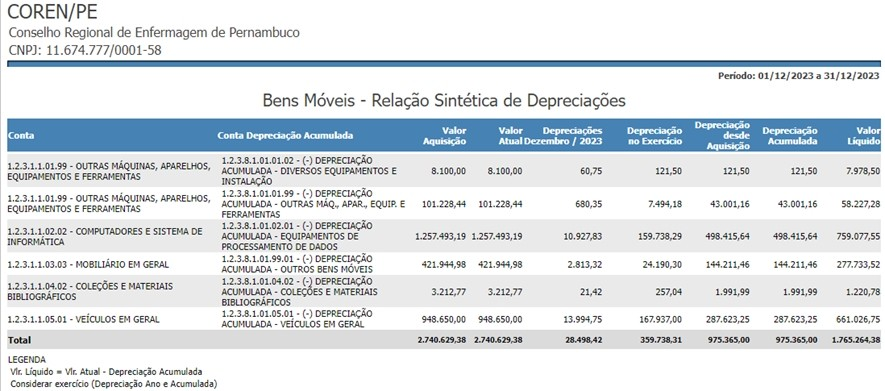 COREN/PE
Conselho Regional de Enfermagem de Pernambuco
CNPJ: 11.674.777/0001-58
Período: 01/12/2023 a 31/12/2023
Bens Móveis - Relação Sintética de Depreciações
Conta Conta Depreciação Acumulada Valor Aquisição Valor Atual Depreciações Dezembro / 2023 Depreciação no Exercício Depreciação desde Aquisição Depreciação Acumulada Valor Líquido
1.2.3.1.1.01.99 - OUTRAS MÁQUINAS, APARELHOS, EQUIPAMENTOS E FERRAMENTAS 1.2.3.8.1.01.01.02 - (-) DEPRECIAÇÃO ACUMULADA - DIVERSOS EQUIPAMENTOS E INSTALAÇÃO 8.100,00 8.100,00 60,75 121,50 121,50 121,50 7.978,50
1.2.3.1.1.01.99 - OUTRAS MÁQUINAS, APARELHOS, EQUIPAMENTOS E FERRAMENTAS 1.2.3.8.1.01.01.99 - (-) DEPRECIAÇÃO ACUMULADA - OUTRAS MÁQ., APAR., EQUIP. E FERRAMENTAS 101.228,44 101.228,44 680,35 7.494,18 43.001,16 43.001,16 58.227,28
1.2.3.1.1.02.02 - COMPUTADORES E SISTEMA DE INFORMÁTICA 1.2.3.8.1.01.02.01 - (-) DEPRECIAÇÃO ACUMULADA - EQUIPAMENTOS DE PROCESSAMENTO DE DADOS 1.257.493,19 1.257.493,19 10.927,83 159.738,29 498.415,64 498.415,64 759.077,55
1.2.3.1.1.03.03 - MOBILIÁRIO EM GERAL 1.2.3.8.1.01.99.01 - (-) DEPRECIAÇÃO ACUMULADA - OUTROS BENS MÓVEIS 421.944,98 421.944,98 2.813,32 24.190,30 144.211,46 144.211,46 277.733,52
1.2.3.1.1.04.02 - COLEÇÕES E MATERIAIS BIBLIOGRÁFICOS 1.2.3.8.1.01.04.02 - (-) DEPRECIAÇÃO ACUMULADA - COLEÇÕES E MATERIAIS BIBLIOGRÁFICOS 3.212,77 3.212,77 21,42 257,04 1.991,99 1.991,99 1.220,78
1.2.3.1.1.05.01 - VEÍCULOS EM GERAL 1.2.3.8.1.01.05.01 - (-) DEPRECIAÇÃO ACUMULADA - VEÍCULOS EM GERAL 948.650,00 948.650,00 13.994,75 167.937,00 287.623,25 287.623,25 661.026,75
Total 2.740.629,38 2.740.629,38 28.498,42 359.738,31 975.365,00 975.365,00 1.765.264,38
LEGENDA
Vlr. Líquido = Vlr. Atual - Depreciação Acumulada
Considerar exercício (Depreciação Ano e Acumulada)